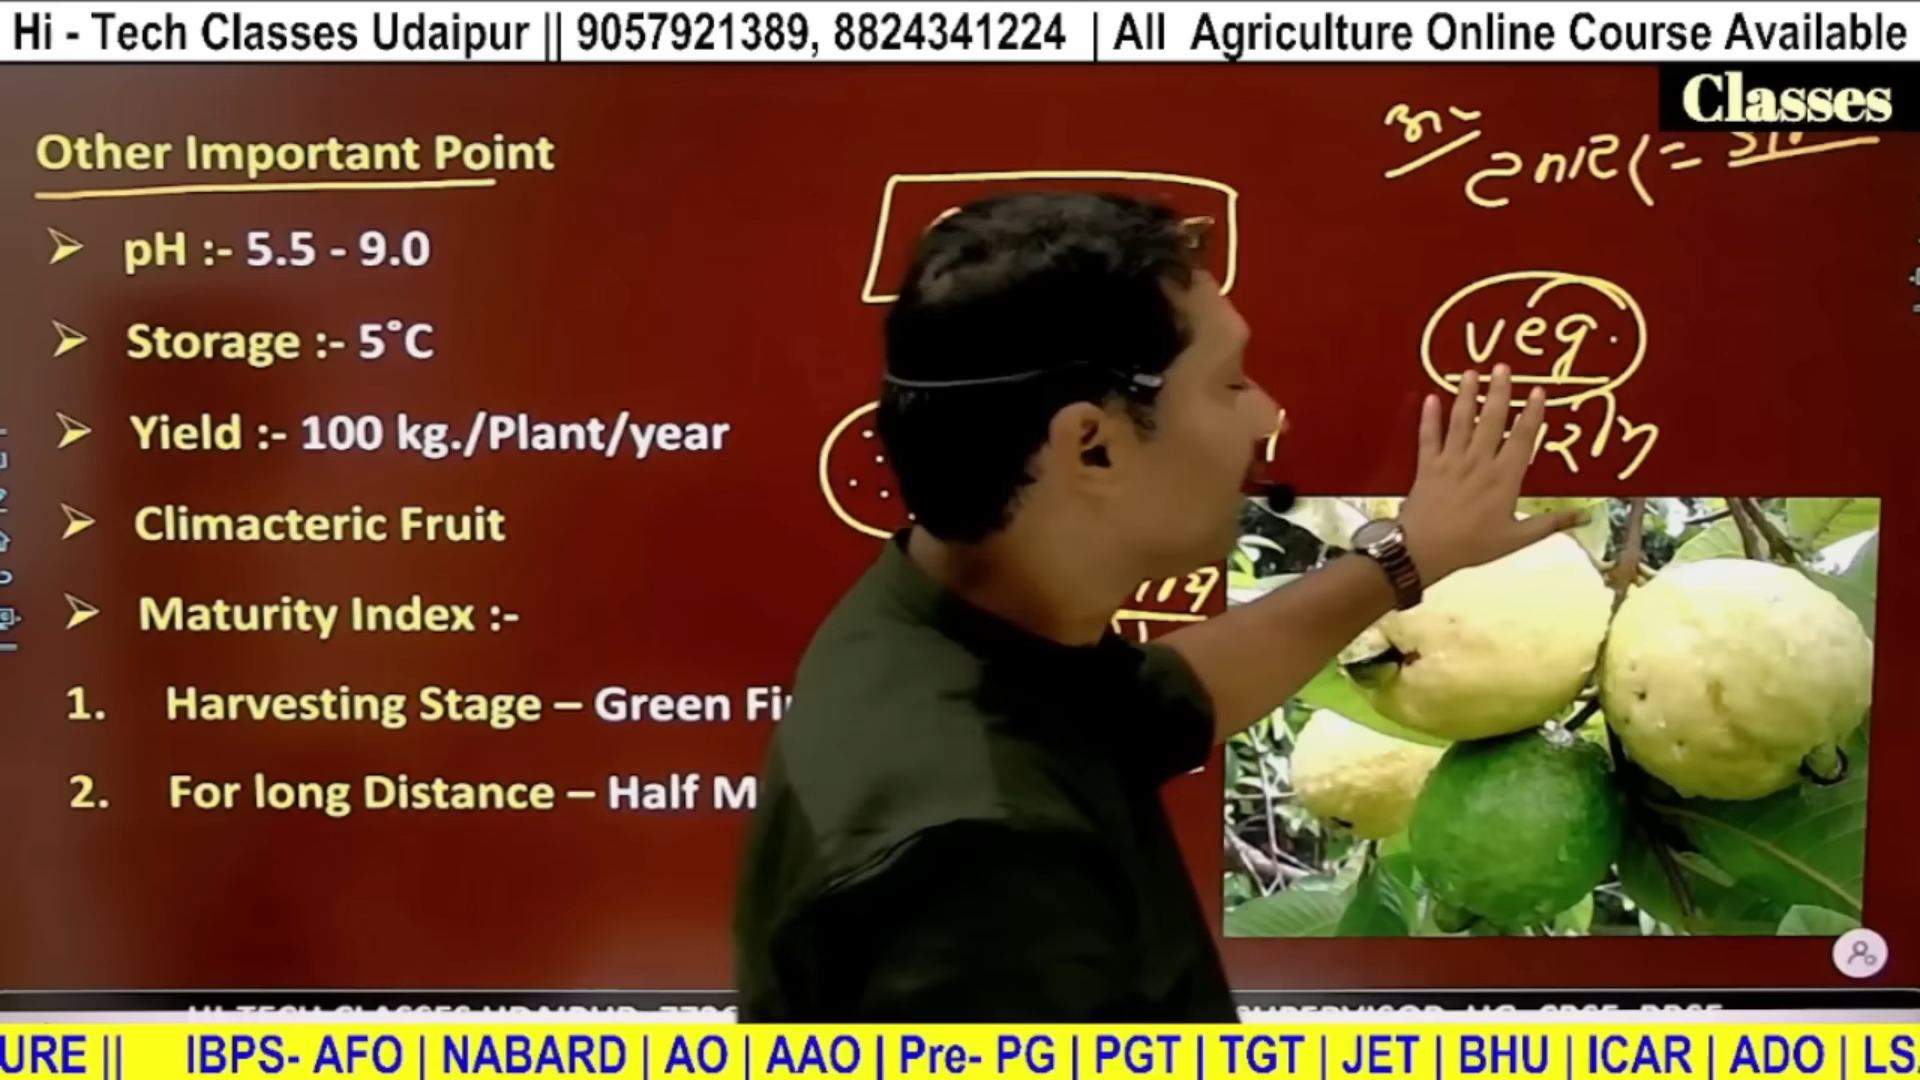 Hi - Tech Classes Udaipur || 9057921389, 8824341224 | All Agriculture Online Course Available
Classes
Other Important Point
➢ pH :- 5.5 - 9.0
➢ Storage :- 5°C
➢ Yield :- 100 kg./Plant/year
➢ Climacteric Fruit
➢ Maturity Index :-
1. Harvesting Stage – Green
2. For long Distance – Half
veg.
URE || IBPS- AFO | NABARD | AO | AAO | Pre- PG | PGT | TGT | JET | BHU | ICAR | ADO |